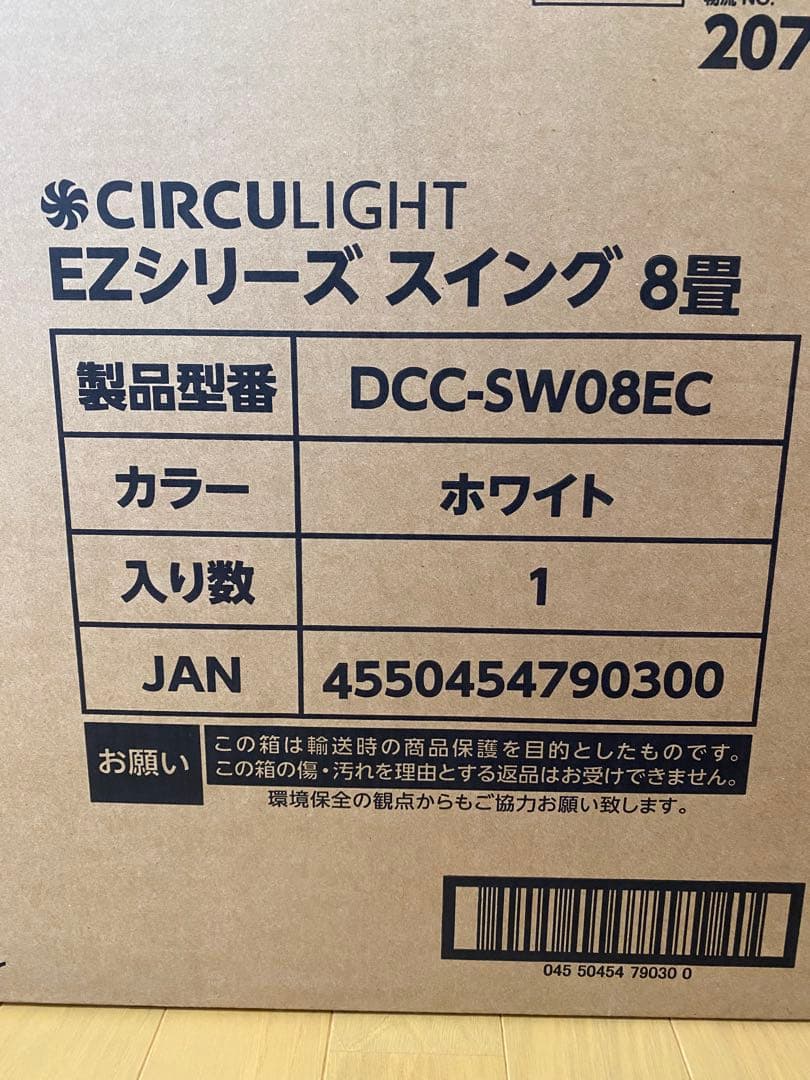 物流 NO.
207
CIRCULIGHT
EZシリーズ スイング 8畳
製品型番 DCC-SW08EC
カラー ホワイト
入り数 1
JAN 4550454790300
お願い
この箱は輸送時の商品保護を目的としたものです。
この箱の傷・汚れを理由とする返品はお受けできません。
環境保全の観点からもご協力お願い致します。
045 50454 79030 0